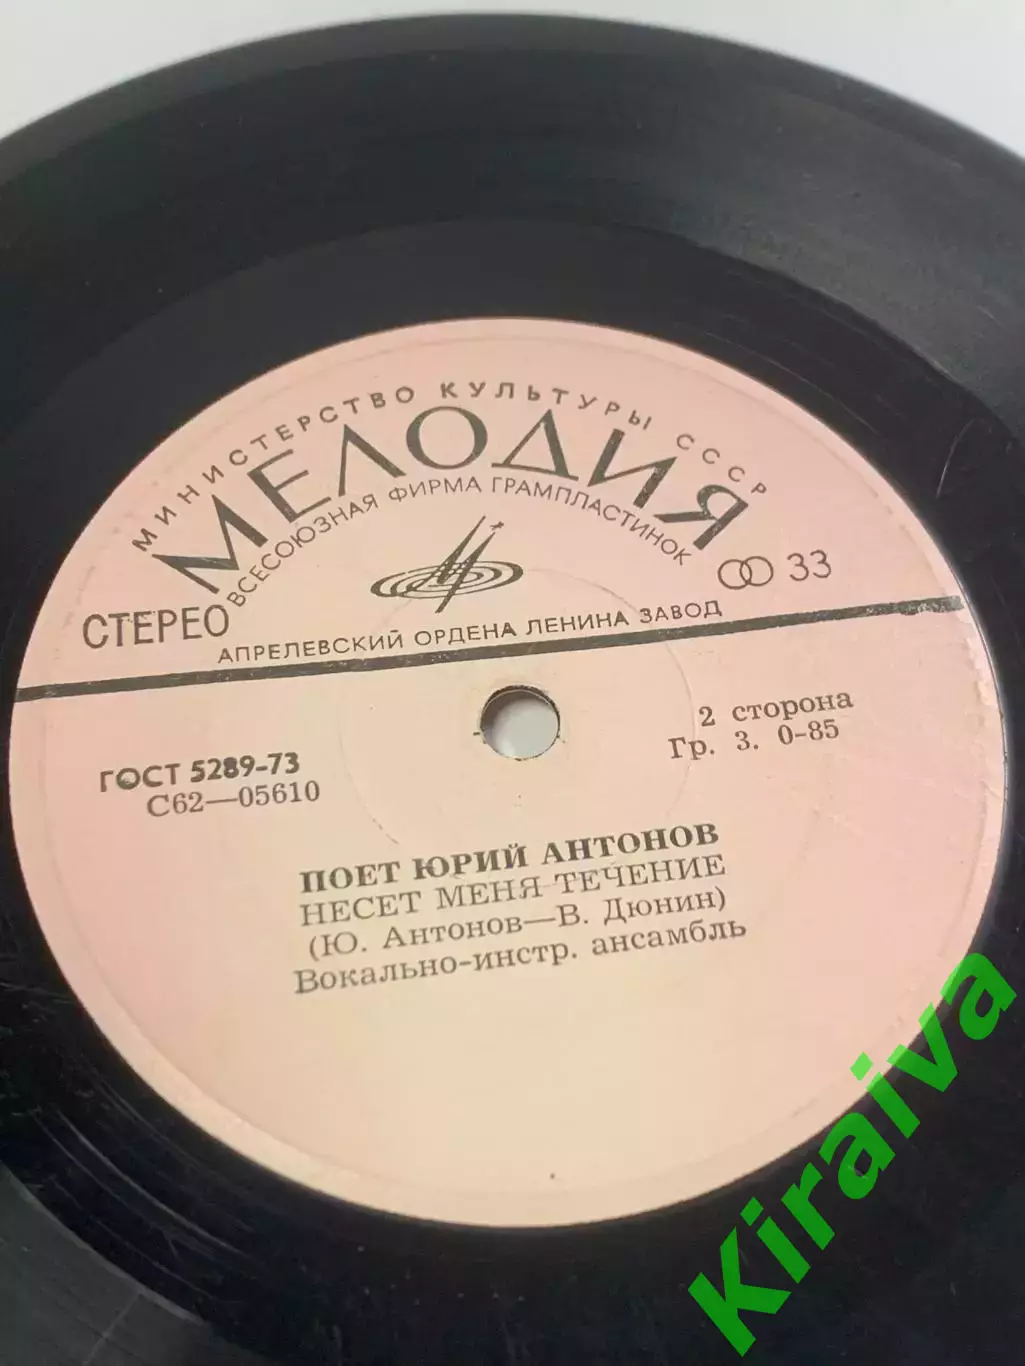 МИНИСТЕРСТВО КУЛЬТУРЫ СССР
МЕЛОДИЯ
ВСЕСОЮЗНАЯ ФИРМА ГРАМПЛАСТИНОК
СТЕРЕО
33
АПРЕЛЕВСКИЙ ОРДЕНА ЛЕНИНА ЗАВОД
2 сторона
Гр. 3. 0-85
ГОСТ 5289-73
С62—05610
ПОЕТ ЮРИЙ АНТОНОВ
НЕСЕТ МЕНЯ ТЕЧЕНИЕ
(Ю. Антонов—В. Дюнин)
Вокально-инстр. ансамбль
Kiraiva